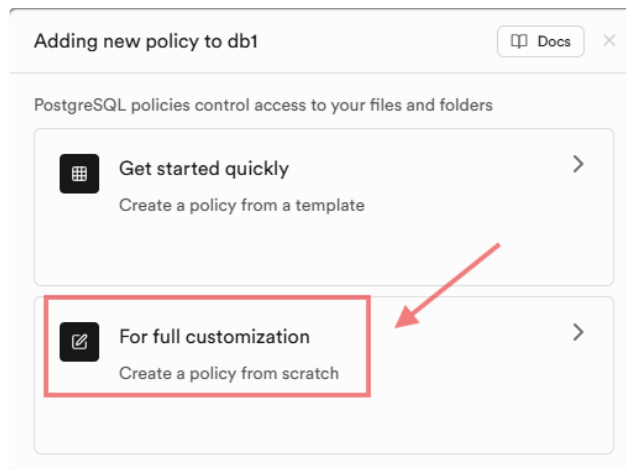 Adding new policy to db1
Docs
PostgreSQL policies control access to your files and folders
Get started quickly
Create a policy from a template
For full customization
Create a policy from scratch